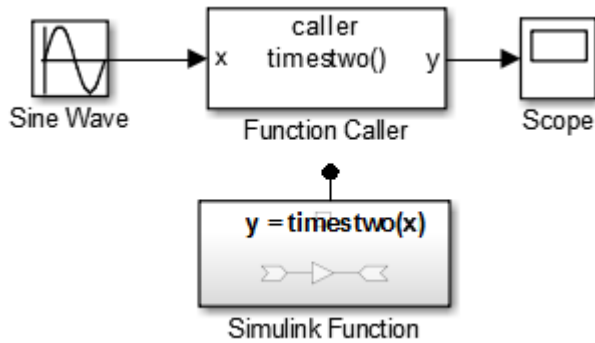 caller
timestwo()
x
y
Sine Wave
Function Caller
Scope
y = timestwo(x)
Simulink Function